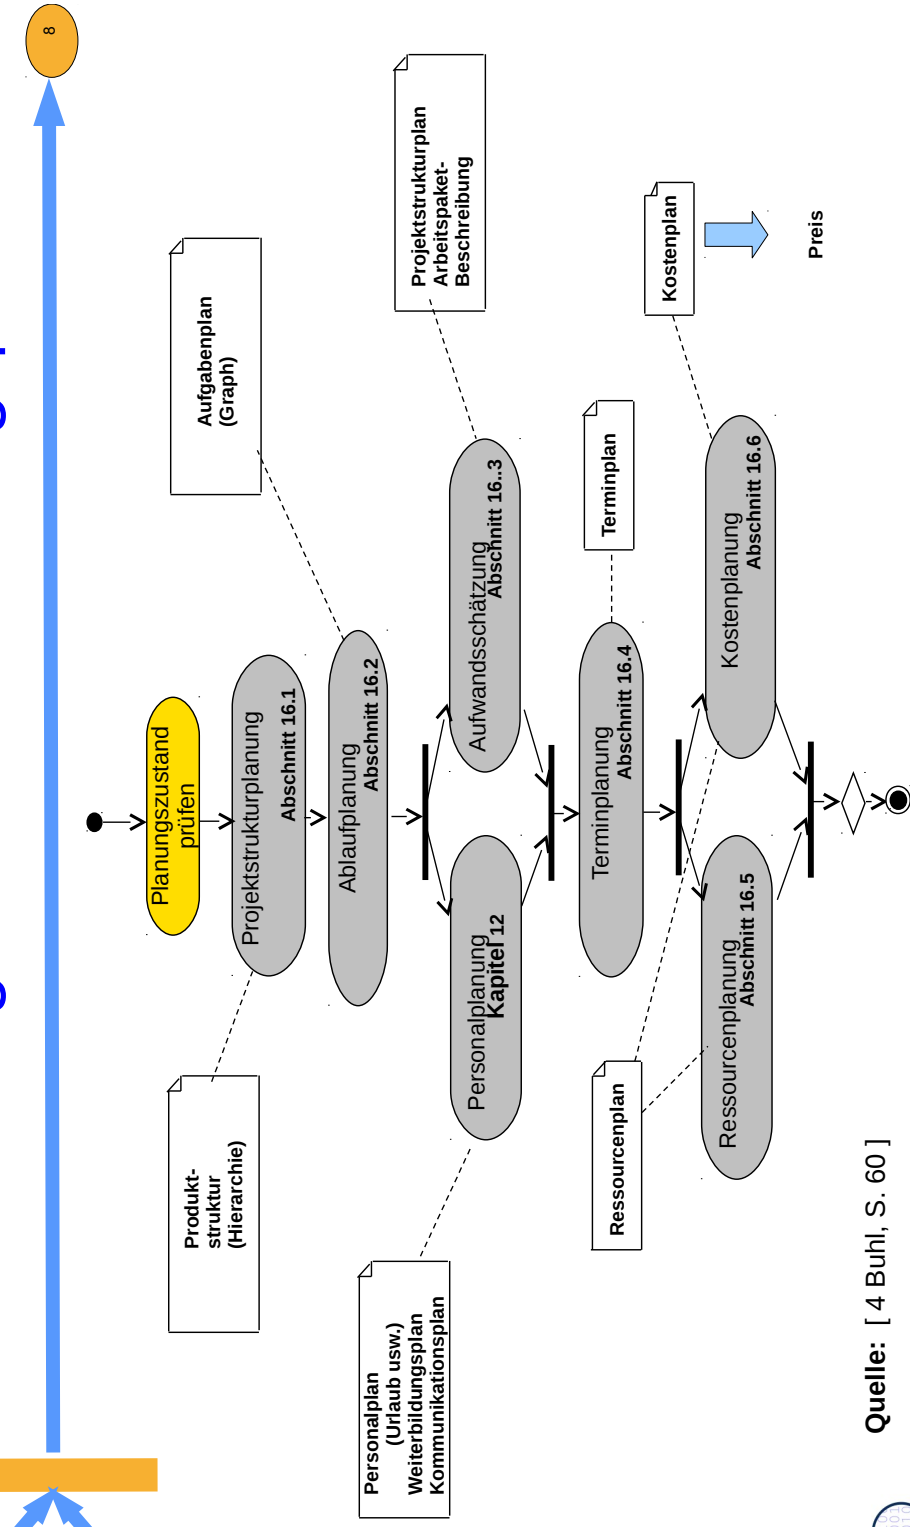 8
Planungszustand
prüfen
Projektstrukturplanung
Abschnitt 16.1
Produkt-
struktur
(Hierarchie)
Ablaufplanung
Abschnitt 16.2
Aufgabenplan
(Graph)
Personalplanung
Kapitel 12
Personalplan
(Urlaub usw.)
Weiterbildungsplan
Kommunikationsplan
Aufwandsschätzung
Abschnitt 16..3
Projektstrukturplan
Arbeitspaket-
Beschreibung
Terminplanung
Abschnitt 16.4
Terminplan
Ressourcenplanung
Abschnitt 16.5
Ressourcenplan
Kostenplanung
Abschnitt 16.6
Kostenplan
Preis
Quelle: [ 4 Buhl, S. 60 ]